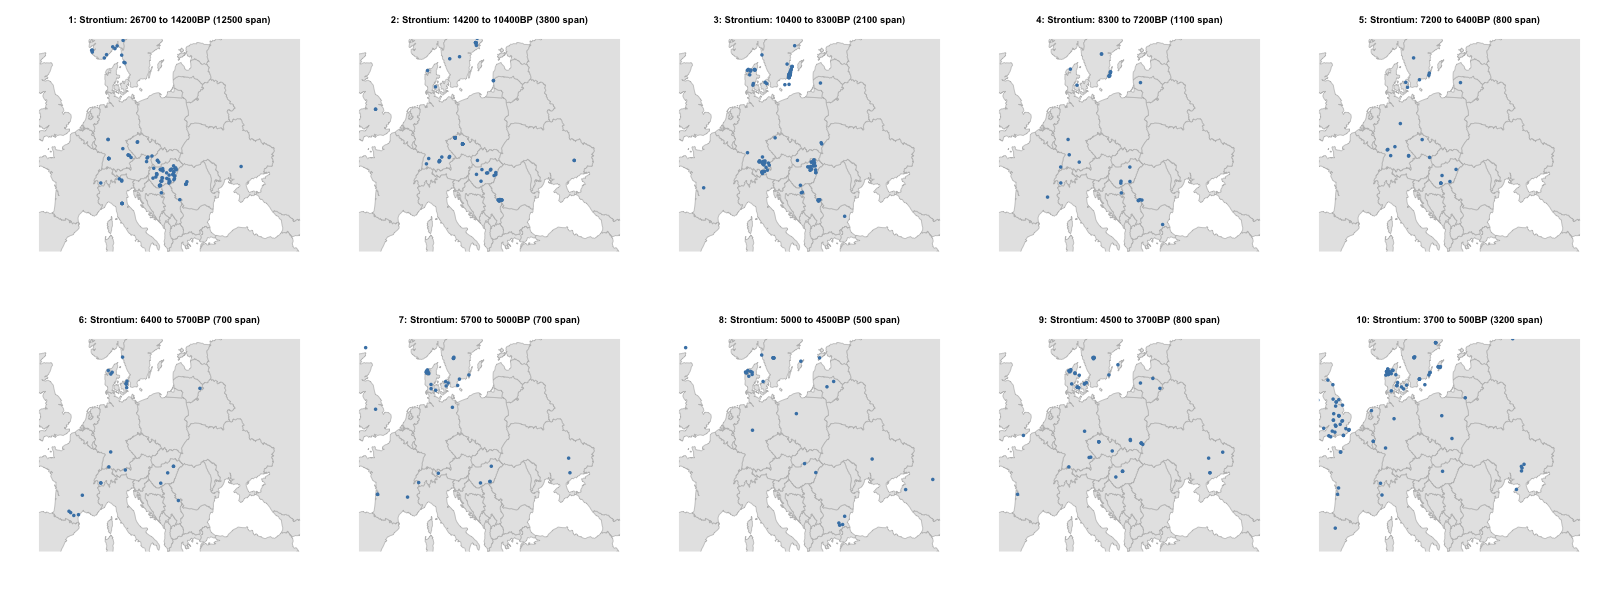 1: Strontium: 26700 to 14200BP (12500 span)
2: Strontium: 14200 to 10400BP (3800 span)
3: Strontium: 10400 to 8300BP (2100 span)
4: Strontium: 8300 to 7200BP (1100 span)
5: Strontium: 7200 to 6400BP (800 span)
6: Strontium: 6400 to 5700BP (700 span)
7: Strontium: 5700 to 5000BP (700 span)
8: Strontium: 5000 to 4500BP (500 span)
9: Strontium: 4500 to 3700BP (800 span)
10: Strontium: 3700 to 500BP (3200 span)